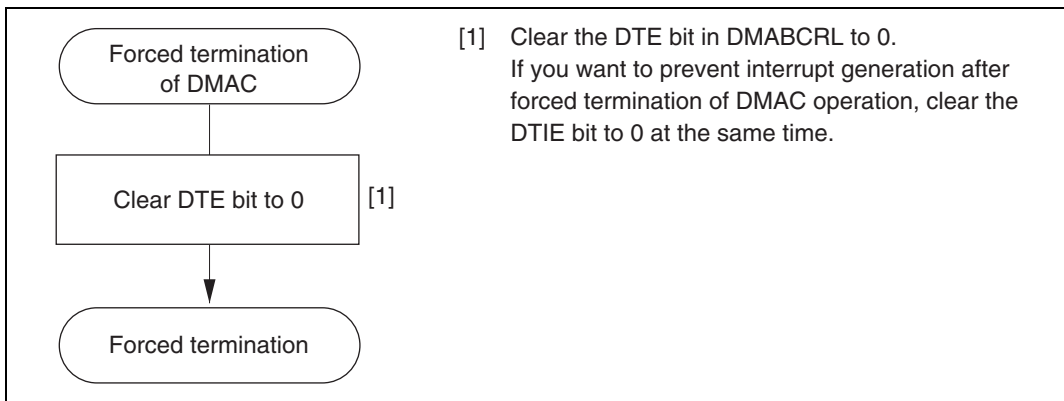 Forced termination
of DMAC
Clear DTE bit to 0
[1]
Forced termination
[1] Clear the DTE bit in DMABCRL to 0.
If you want to prevent interrupt generation after
forced termination of DMAC operation, clear the
DTIE bit to 0 at the same time.